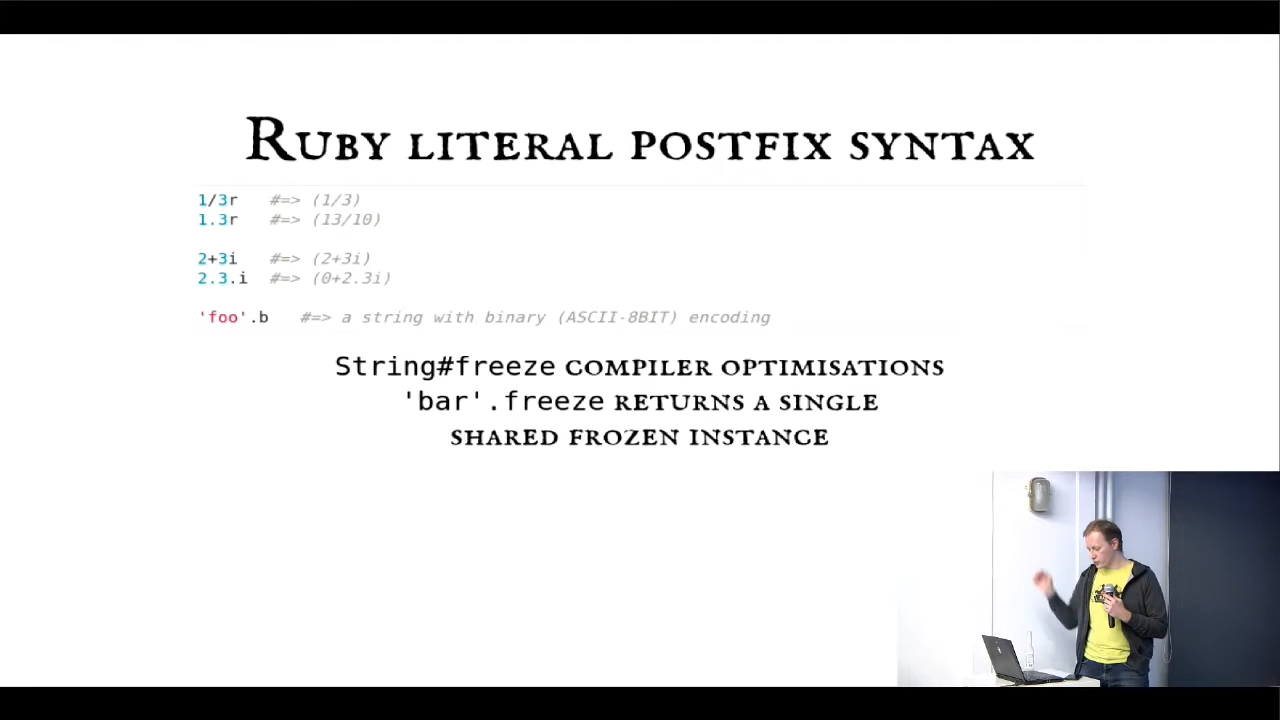 Ruby literal postfix syntax
1/3r #=> (1/3)
1.3r #=> (13/10)
2+3i #=> (2+3i)
2.3.i #=> (0+2.3i)
'foo'.b #=> a string with binary (ASCII-8BIT) encoding
String#freeze compiler optimisations
'bar'.freeze returns a single
shared frozen instance